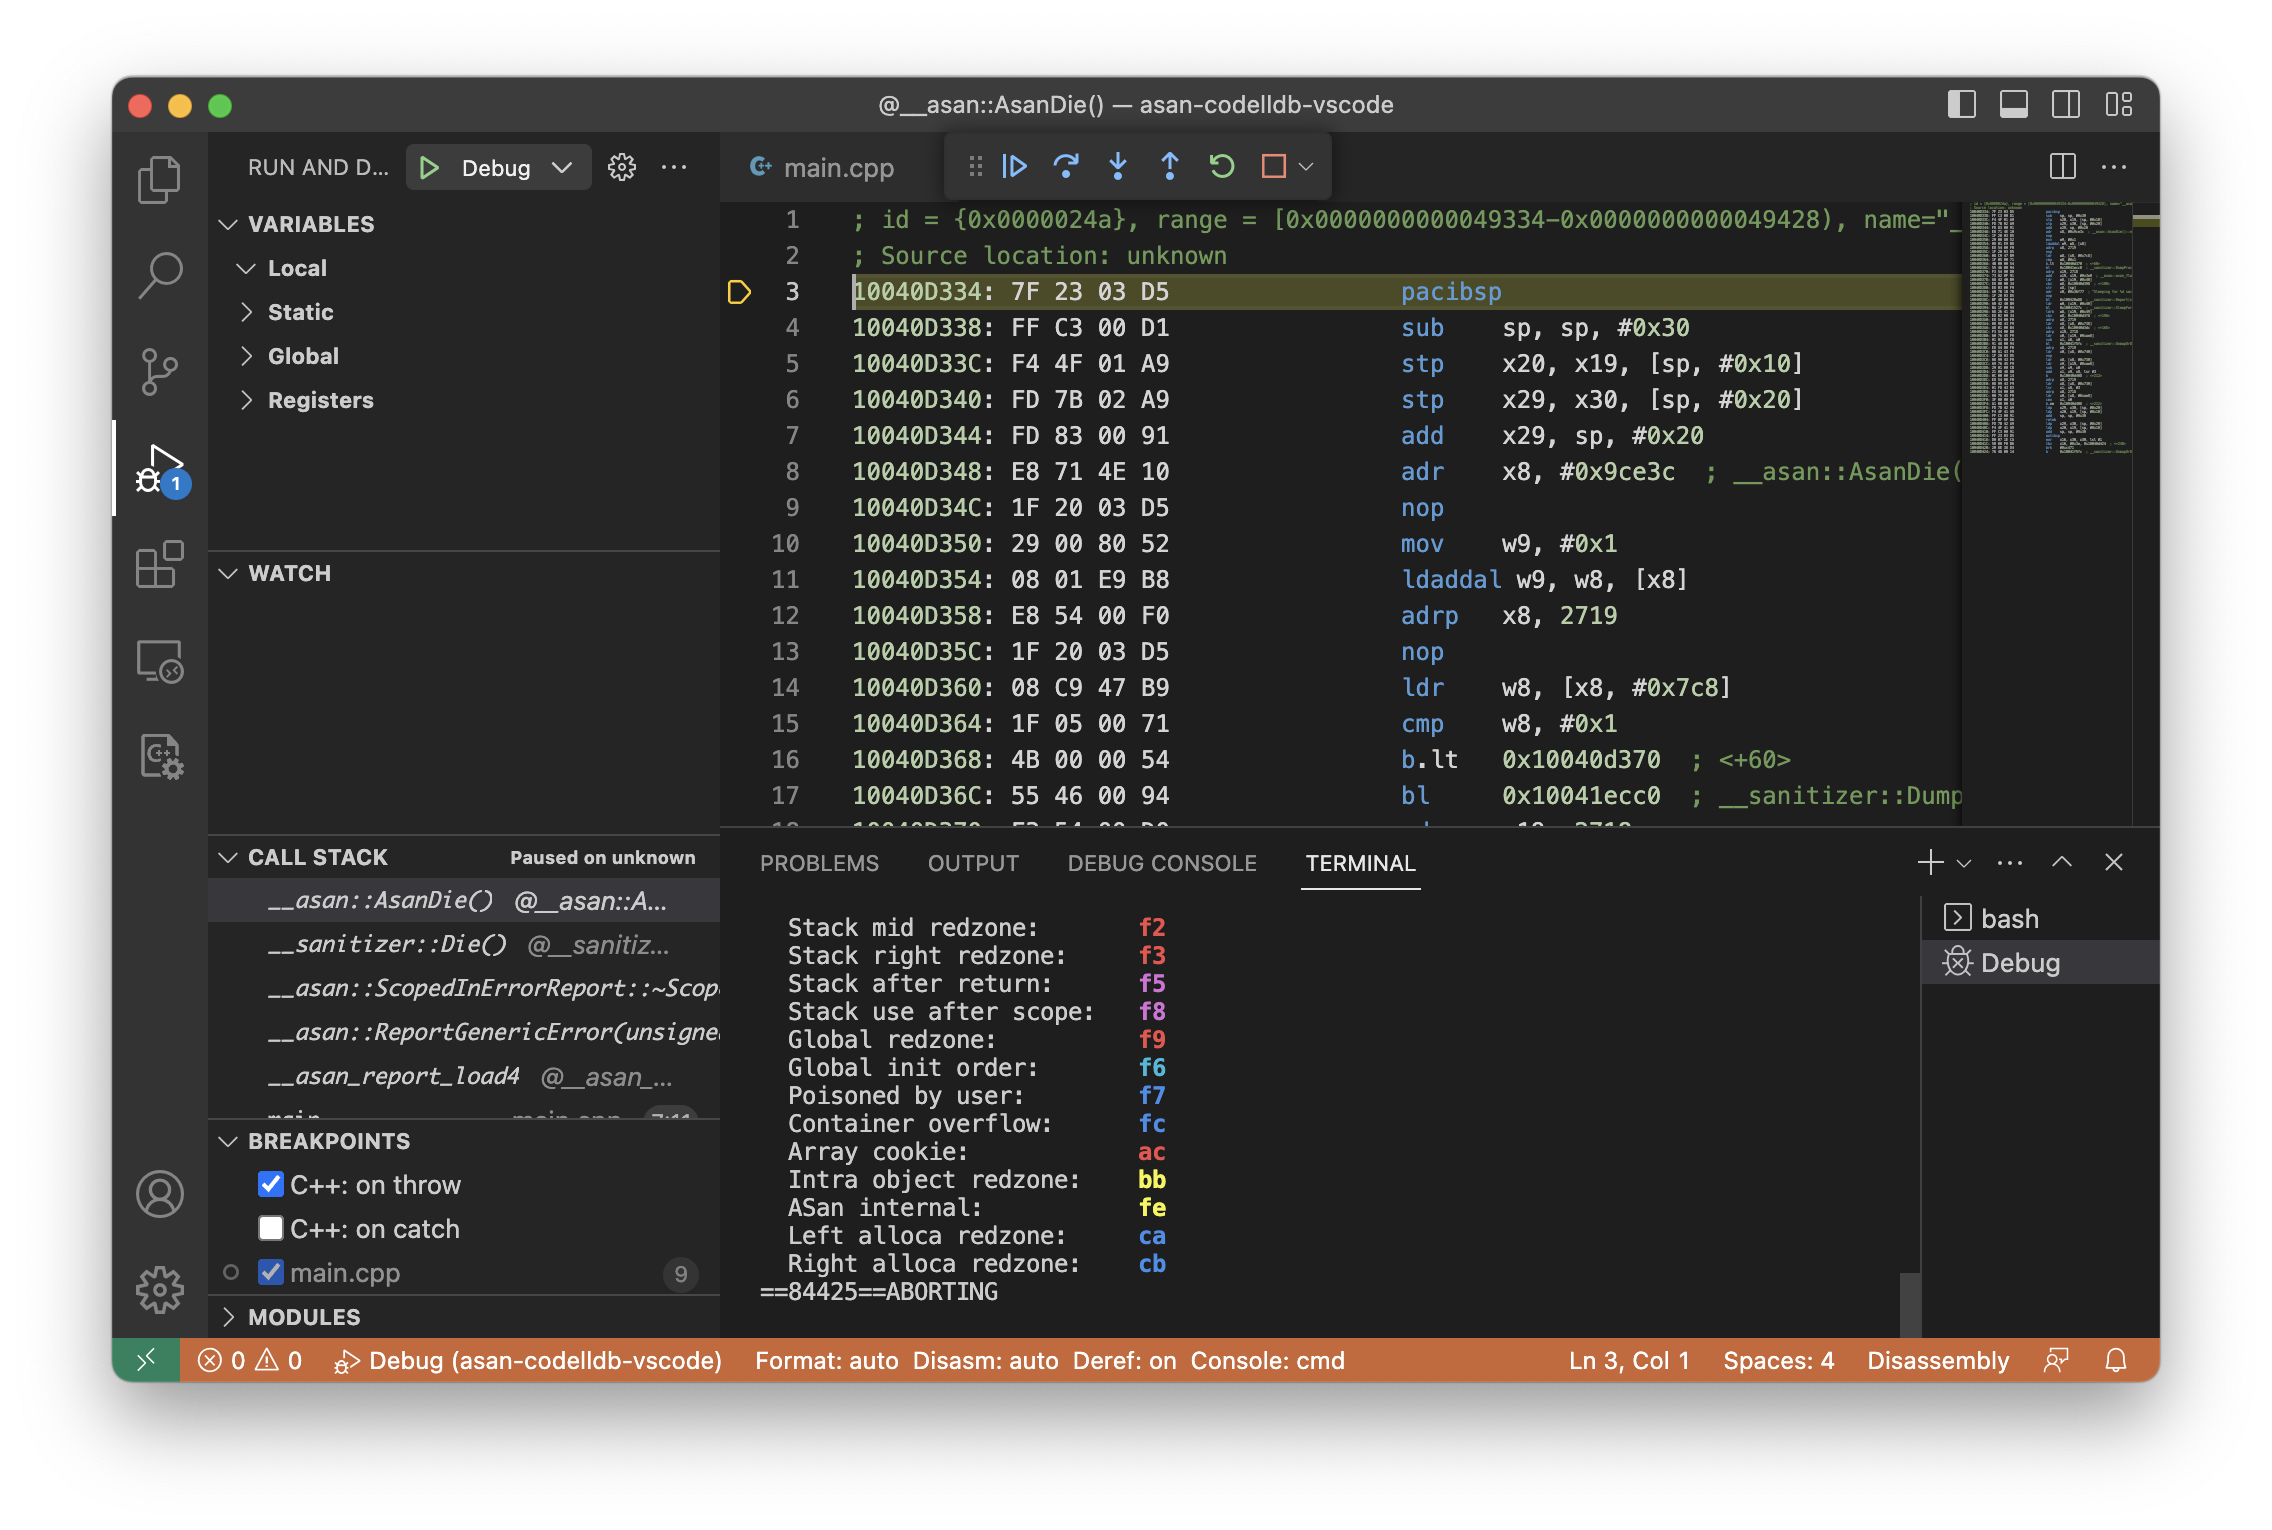 @__asan::AsanDie() — asan-codelldb-vscode
RUN AND D...
Debug
main.cpp
VARIABLES
Local
Static
Global
Registers
WATCH
CALL STACK
Paused on unknown
__asan::AsanDie() @__asan::A...
__sanitizer::Die() @__sanitiz...
__asan::ScopedInErrorReport::~Scop
__asan::ReportGenericError(unsigne
__asan_report_load4 @__asan_...
main main.cpp 7:11
BREAKPOINTS
C++: on throw
C++: on catch
main.cpp 9
MODULES
1
1 ; id = {0x0000024a}, range = [0x0000000000049334-0x0000000000049428), name="_
2 ; Source location: unknown
3 10040D334: 7F 23 03 D5 pacibsp
4 10040D338: FF C3 00 D1 sub sp, sp, #0x30
5 10040D33C: F4 4F 01 A9 stp x20, x19, [sp, #0x10]
6 10040D340: FD 7B 02 A9 stp x29, x30, [sp, #0x20]
7 10040D344: FD 83 00 91 add x29, sp, #0x20
8 10040D348: E8 71 4E 10 adr x8, #0x9ce3c ; __asan::AsanDie(
9 10040D34C: 1F 20 03 D5 nop
10 10040D350: 29 00 80 52 mov w9, #0x1
11 10040D354: 08 01 E9 B8 ldaddal w9, w8, [x8]
12 10040D358: E8 54 00 F0 adrp x8, 2719
13 10040D35C: 1F 20 03 D5 nop
14 10040D360: 08 C9 47 B9 ldr w8, [x8, #0x7c8]
15 10040D364: 1F 05 00 71 cmp w8, #0x1
16 10040D368: 4B 00 00 54 b.lt 0x10040d370 ; <+60>
17 10040D36C: 55 46 00 94 bl 0x10041ecc0 ; __sanitizer::Dump
PROBLEMS OUTPUT DEBUG CONSOLE TERMINAL
Stack mid redzone: f2
Stack right redzone: f3
Stack after return: f5
Stack use after scope: f8
Global redzone: f9
Global init order: f6
Poisoned by user: f7
Container overflow: fc
Array cookie: ac
Intra object redzone: bb
ASan internal: fe
Left alloca redzone: ca
Right alloca redzone: cb
==84425==ABORTING
bash
Debug
0 0 Debug (asan-codelldb-vscode) Format: auto Disasm: auto Deref: on Console: cmd Ln 3, Col 1 Spaces: 4 Disassembly